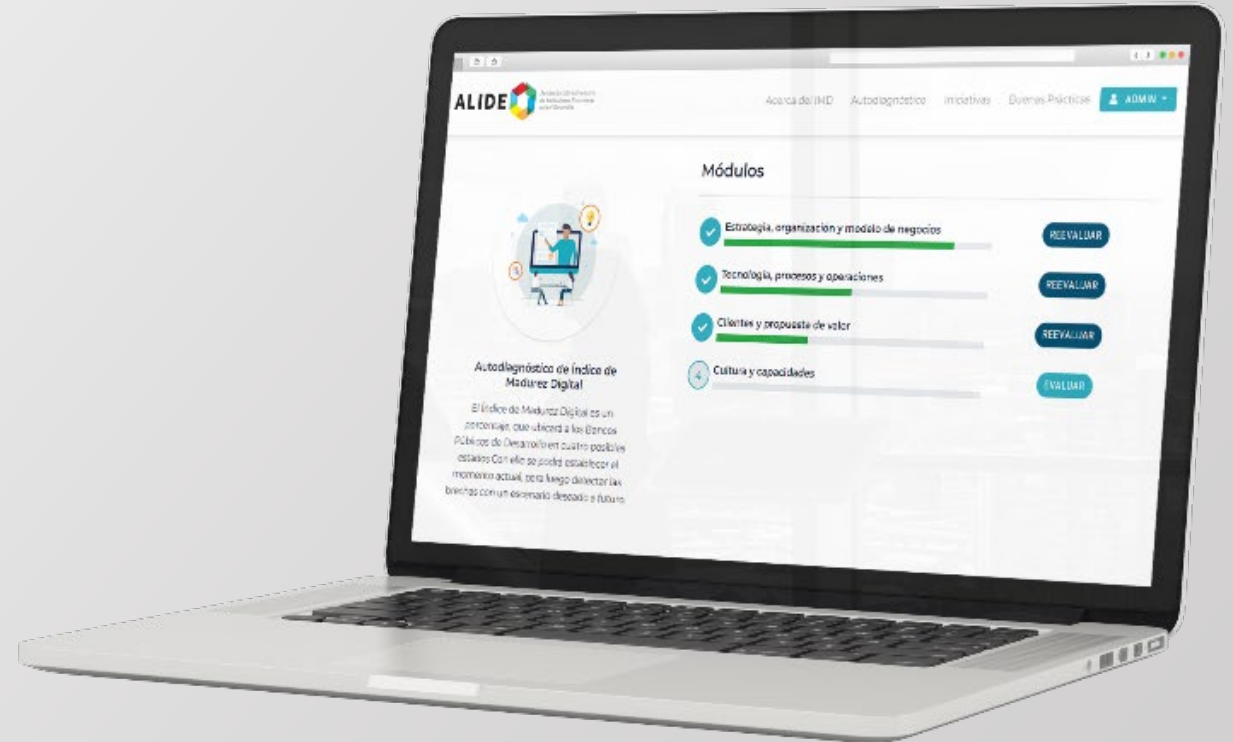 ALIDE
Acerca del IMD Autodiagnóstico Iniciativas Buenas Prácticas ADMIN
Módulos
Estrategia, organización y modelo de negocios REEVALUAR
Tecnología, procesos y operaciones REEVALUAR
Clientes y propuesta de valor REEVALUAR
4 Cultura y capacidades EVALUAR
Autodiagnóstico de Índice de
Madurez Digital
El Índice de Madurez Digital es un
porcentaje, que ubicará a los Bancos
Públicos de Desarrollo en cuatro posibles
estados Con ello se podrá establecer el
momento actual, para luego detectar las
brechas con un escenario deseado a futuro